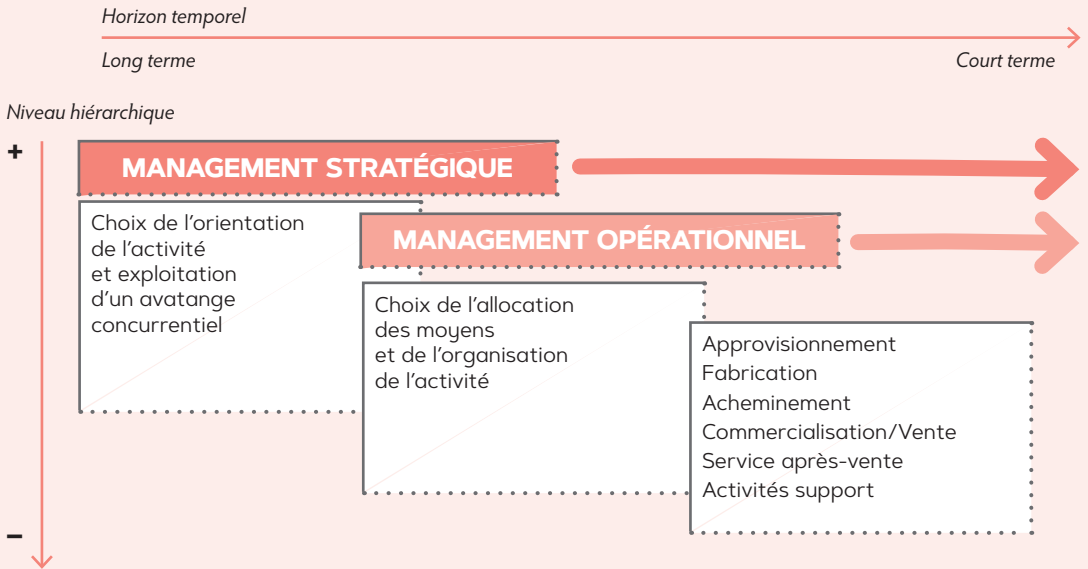 Horizon temporel
Long terme
Court terme
Niveau hiérarchique
+
MANAGEMENT STRATÉGIQUE
Choix de l'orientation
de l'activité
et exploitation
d'un avatange
concurrentiel
MANAGEMENT OPÉRATIONNEL
Choix de l'allocation
des moyens
et de l'organisation
de l'activité
Approvisionnement
Fabrication
Acheminement
Commercialisation/Vente
Service après-vente
Activités support
–